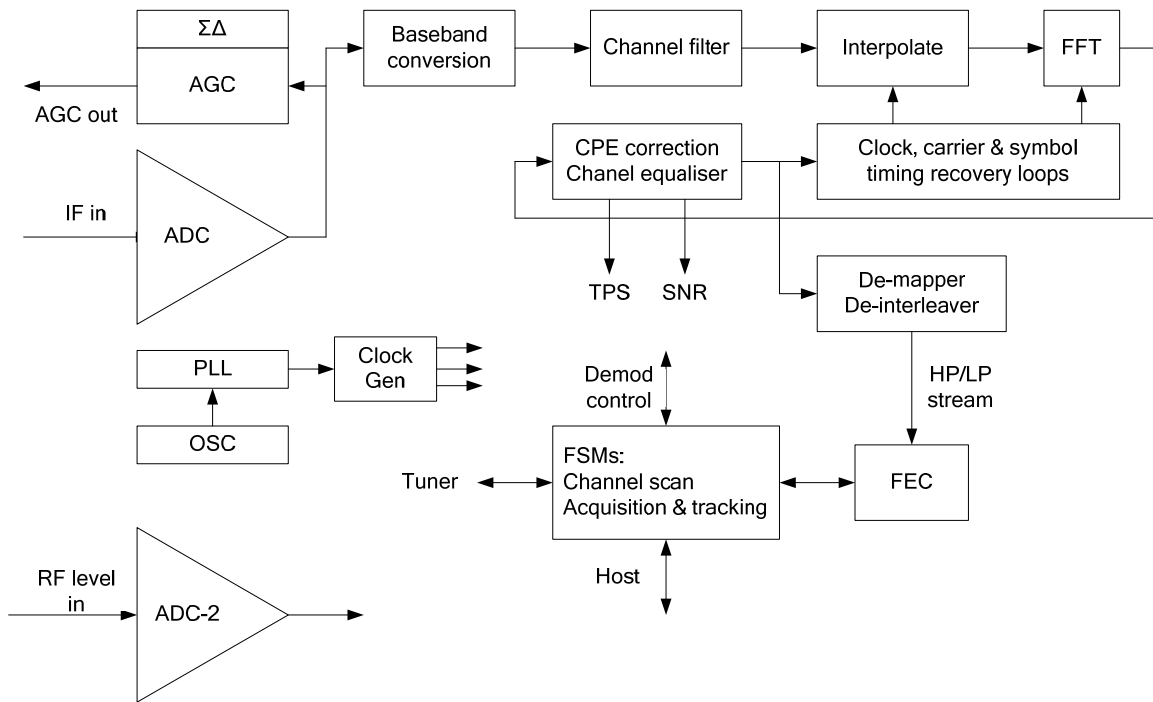 ΣΔ
AGC
AGC out
Baseband
conversion
Channel filter
Interpolate
FFT
CPE correction
Chanel equaliser
Clock, carrier & symbol
timing recovery loops
IF in
ADC
TPS
SNR
De-mapper
De-interleaver
PLL
Clock
Gen
OSC
Demod
control
HP/LP
stream
Tuner
FSMs:
Channel scan
Acquisition & tracking
FEC
Host
RF level
in
ADC-2